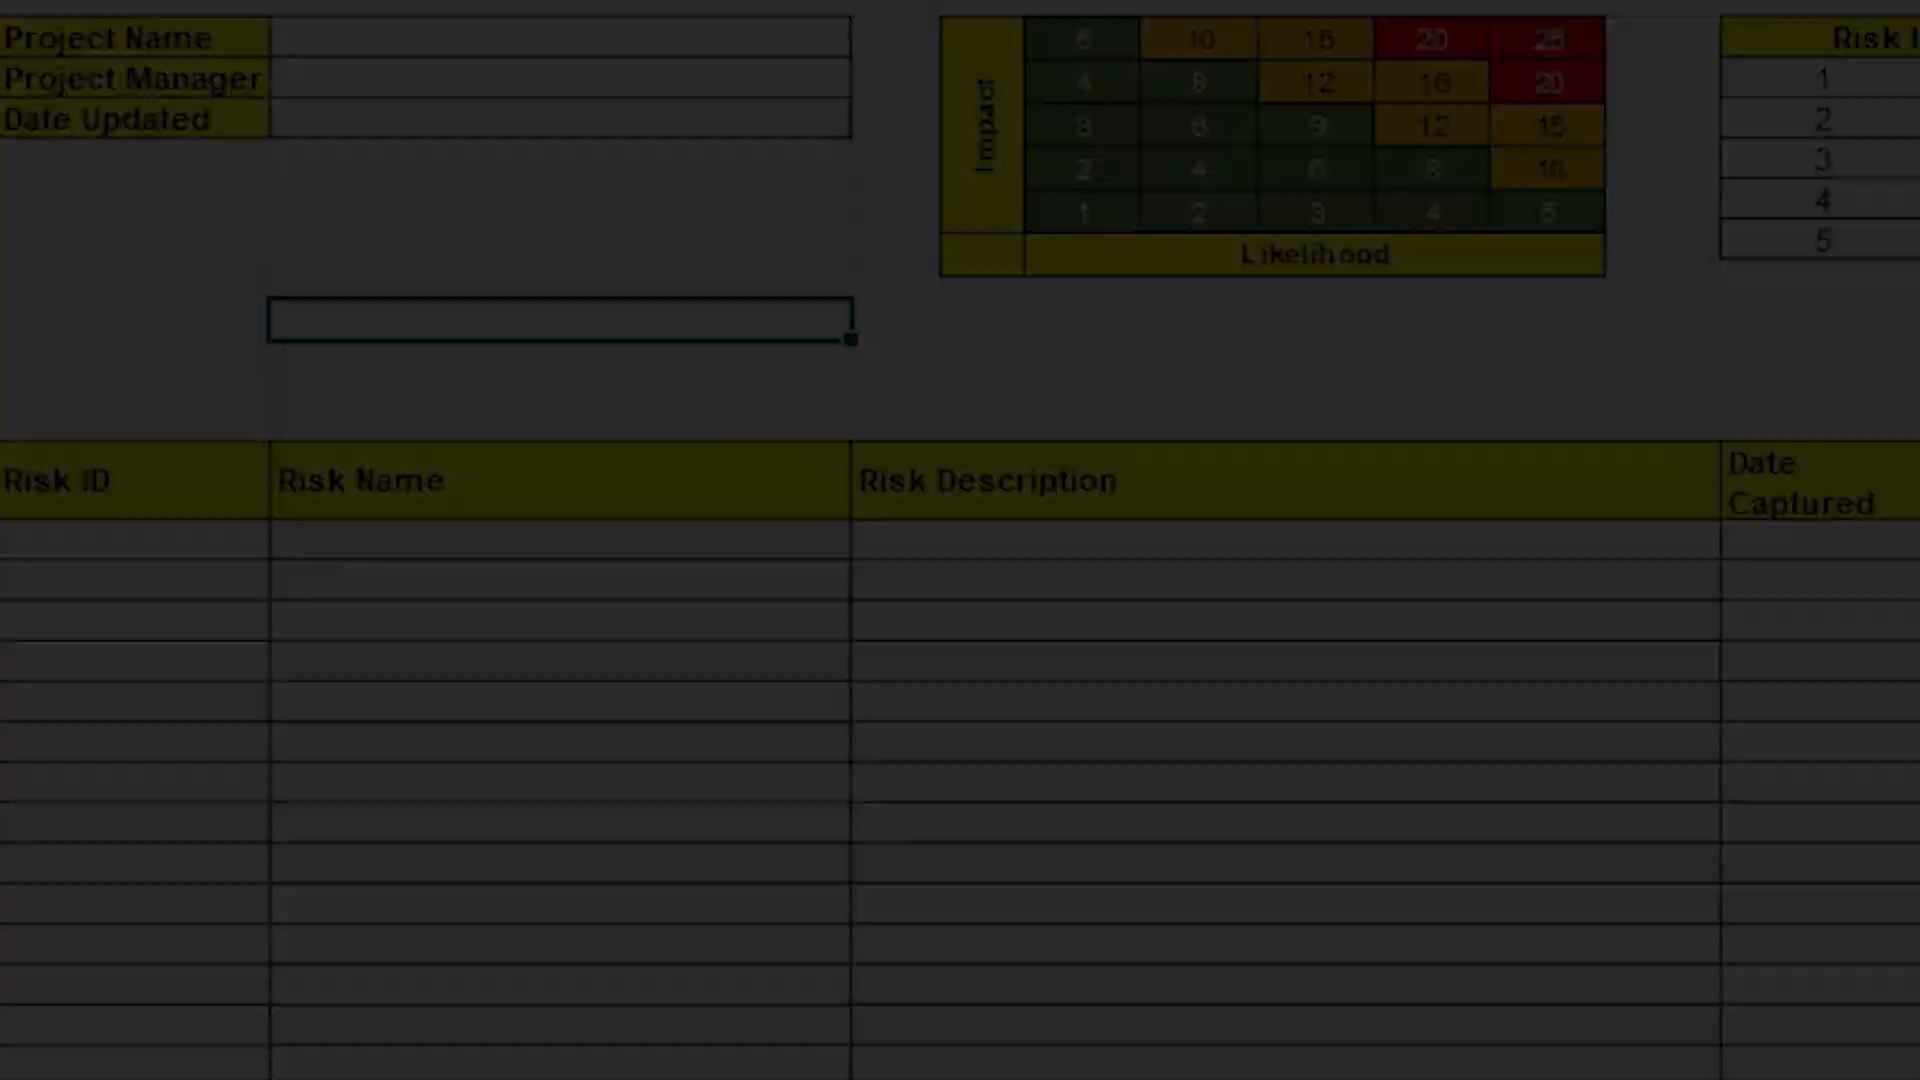 Project Name
Project Manager
Date Updated
Impact
5 10 15 20 25
4 8 12 16 20
3 6 9 12 15
2 4 6 8 10
1 2 3 4 5
Likelihood
Risk
1
2
3
4
5
Risk ID
Risk Name
Risk Description
Date
Captured